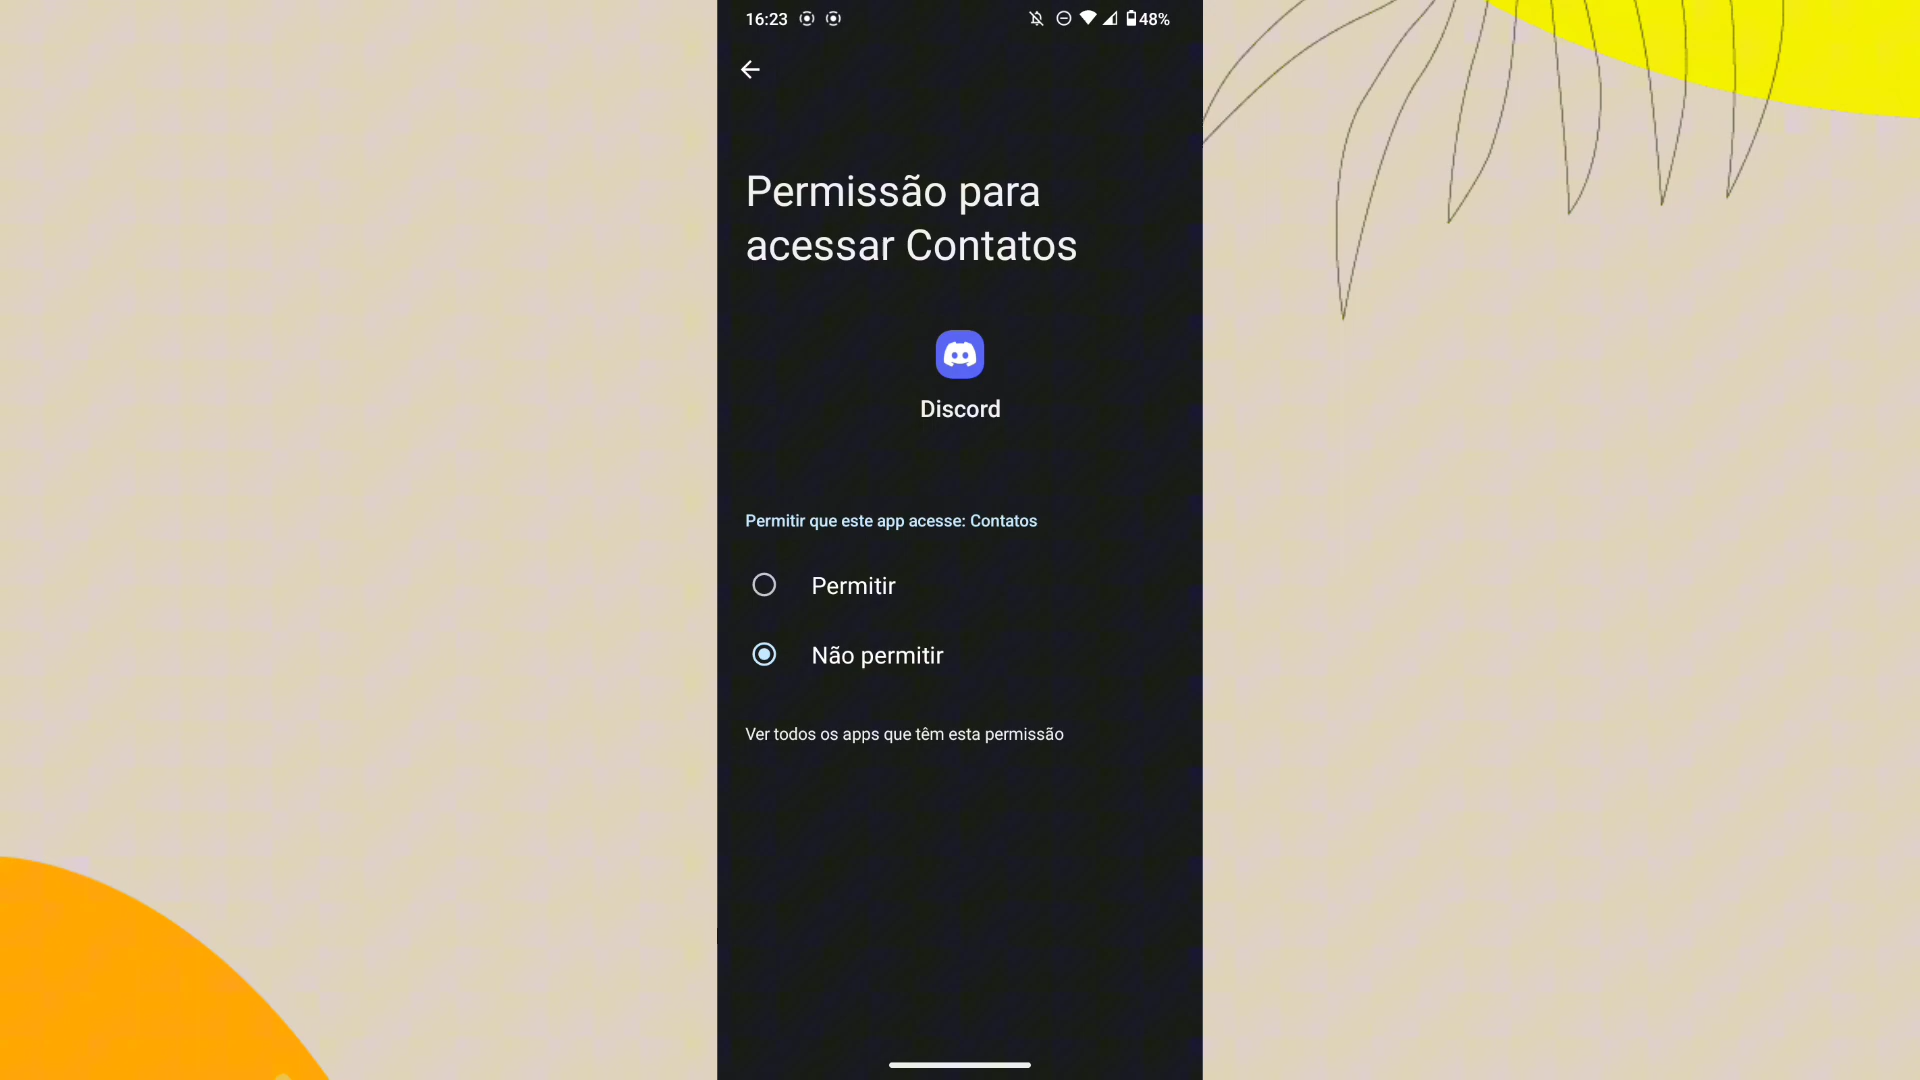 16:23
48%
Permissão para
acessar Contatos
Discord
Permitir que este app acesse: Contatos
Permitir
Não permitir
Ver todos os apps que têm esta permissão